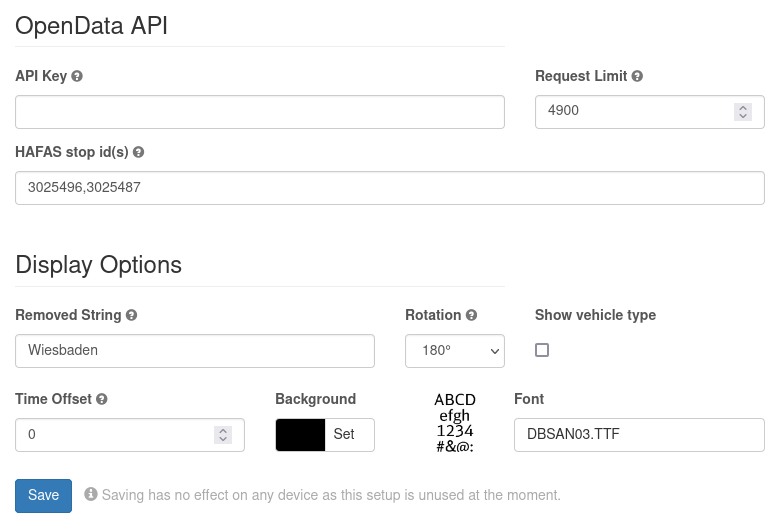 OpenData API
API Key
Request Limit
4900
HAFAS stop id(s)
3025496,3025487
Display Options
Removed String
Rotation
Show vehicle type
Wiesbaden
180°
Time Offset
Background
ABCD
efgh
1234
#&@:
Font
0
Set
DBSAN03.TTF
Save
Saving has no effect on any device as this setup is unused at the moment.